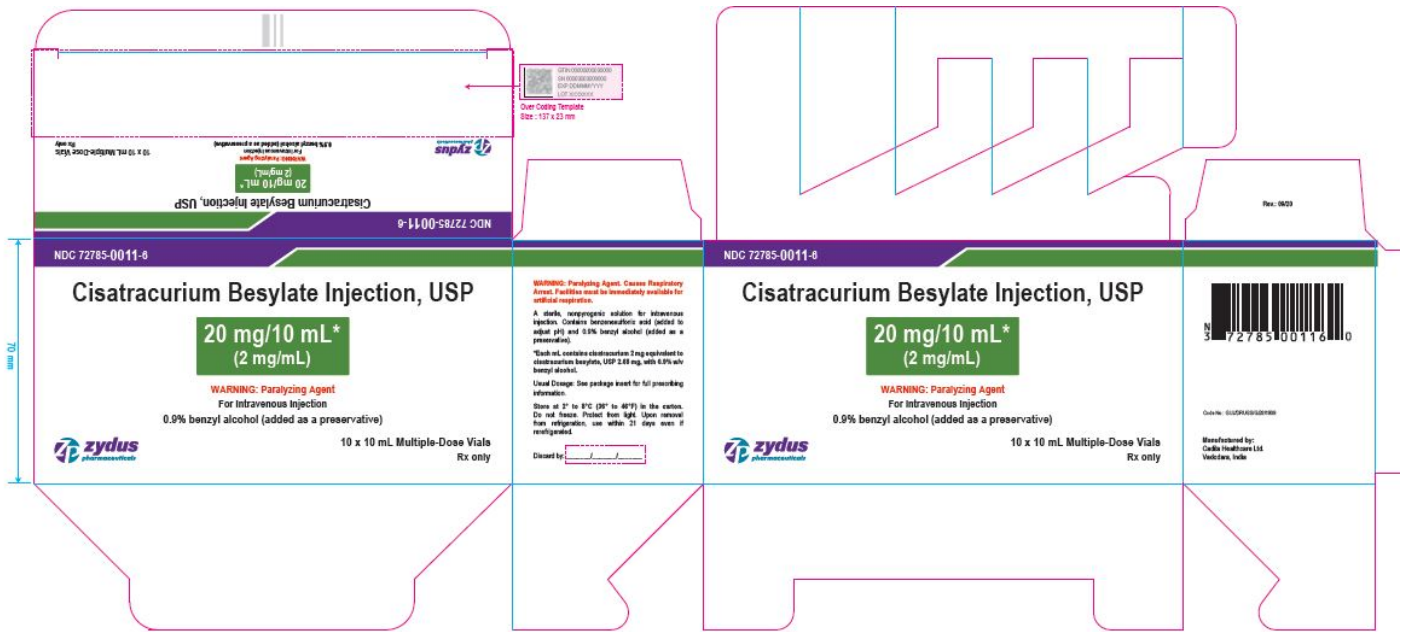 GTIN 00000000000000
SN 00000000000000
EXP. DDMMMYYYY
Over Coding Template
Size : 137 x 23 mm
10 x 10 mL Multiple-Dose Vials
Rx only
zydus
pharmaceuticals
0.9% benzyl alcohol (added as a preservative)
For Intravenous Injection
WARNING: Paralyzing Agent
20 mg/10 mL*
(2 mg/mL)
Cisatracurium Besylate Injection, USP
NDC 72785-0011-6
70 mm
NDC 72785-0011-6
Cisatracurium Besylate Injection, USP
20 mg/10 mL*
(2 mg/mL)
WARNING: Paralyzing Agent
For Intravenous Injection
0.9% benzyl alcohol (added as a preservative)
zydus
pharmaceuticals
10 x 10 mL Multiple-Dose Vials
Rx only
WARNING: Paralyzing Agent. Causes Respiratory
Arrest. Facilities must be immediately available for
artificial respiration.
A sterile, nonpyrogenic solution for intravenous
injection. Contains benzenesulfonic acid (added to
adjust pH) and 0.9% benzyl alcohol (added as a
preservative).
*Each mL contains cisatracurium 2 mg equivalent to
cisatracurium besylate, USP 2.68 mg, with 0.9% w/v
benzyl alcohol.
Usual Dosage: See package insert for full prescribing
information.
Store at 2° to 8°C (36° to 46°F) in the carton.
Do not freeze. Protect from light. Upon removal
from refrigeration, use within 21 days even if
rerefrigerated.
Discard by: ______/______/______
NDC 72785-0011-6
Cisatracurium Besylate Injection, USP
20 mg/10 mL*
(2 mg/mL)
WARNING: Paralyzing Agent
For Intravenous Injection
0.9% benzyl alcohol (added as a preservative)
zydus
pharmaceuticals
10 x 10 mL Multiple-Dose Vials
Rx only
Rev.: 09/20
N
3 72785 00116 0
Code No.:
Manufactured by:
Cadila Healthcare Ltd.
Vadodara, India